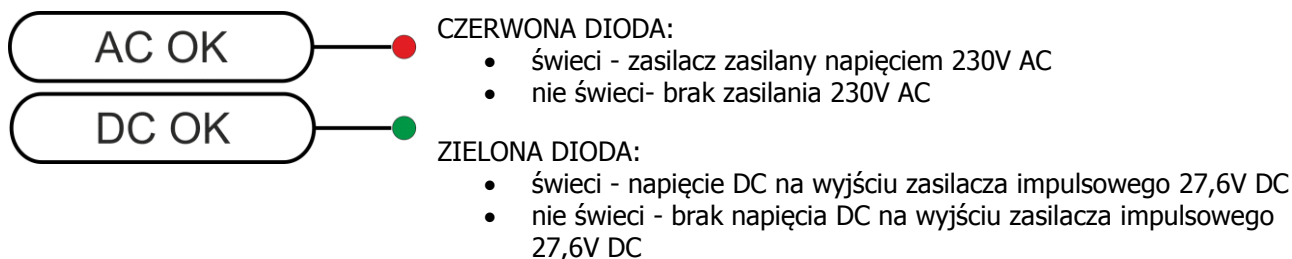 AC OK
DC OK
CZERWONA DIODA:
• świeci - zasilacz zasilany napięciem 230V AC
• nie świeci- brak zasilania 230V AC
ZIELONA DIODA:
• świeci - napięcie DC na wyjściu zasilacza impulsowego 27,6V DC
• nie świeci - brak napięcia DC na wyjściu zasilacza impulsowego
27,6V DC